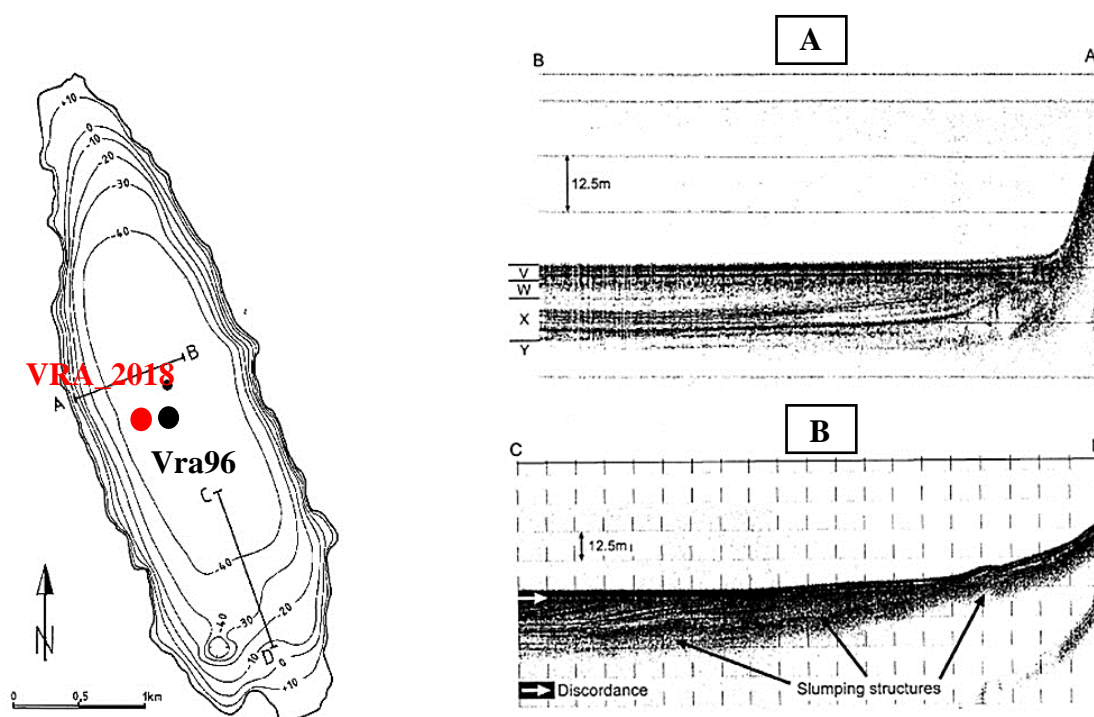 +10
0
-10
-20
-30
-40
B
VRA_2018
A
Vra96
C
-40
-40
-30
-20
-10
D
0
+10
N
0 0,5 1km
A
B A
12.5m
V
W
X
Y
B
C
12.5m
Discordance
Slumping structures